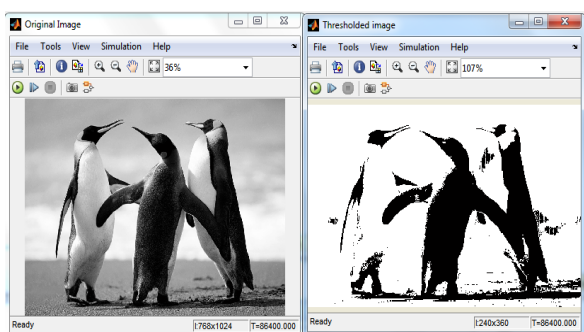 Original Image
File Tools View Simulation Help
36%
Ready I:768x1024 T=86400.000
Thresholded image
File Tools View Simulation Help
107%
Ready I:240x360 T=86400.000